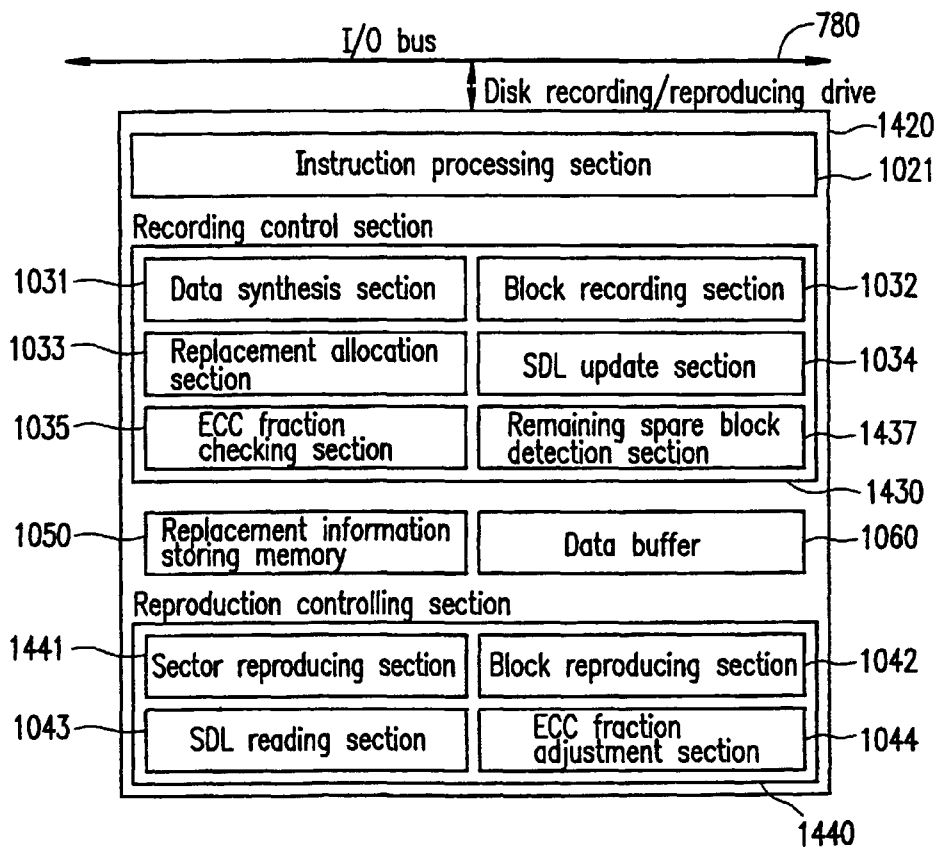 I/O bus
780
Disk recording/reproducing drive
1420
Instruction processing section
1021
Recording control section
1031
Data synthesis section
Block recording section
1032
1033
Replacement allocation
section
SDL update section
1034
1035
ECC fraction
checking section
Remaining spare block
detection section
1437
1430
1050
Replacement information
storing memory
Data buffer
1060
Reproduction controlling section
1441
Sector reproducing section
Block reproducing section
1042
1043
SDL reading section
ECC fraction
adjustment section
1044
1440